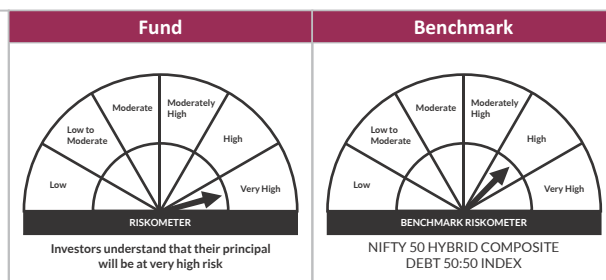 Fund
Benchmark
Low
Low to
Moderate
Moderate
Moderately
High
High
Very High
RISKOMETER
Investors understand that their principal
will be at very high risk
Low
Low to
Moderate
Moderate
Moderately
High
High
Very High
BENCHMARK RISKOMETER
NIFTY 50 HYBRID COMPOSITE
DEBT 50:50 INDEX